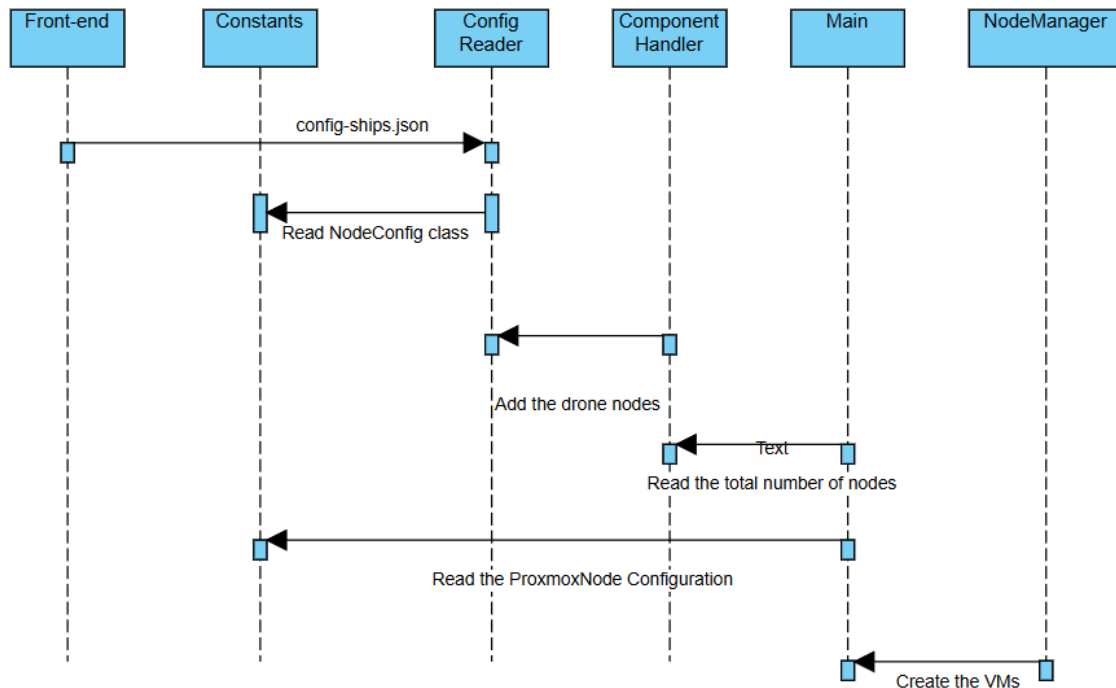 Front-end
Constants
Config
Reader
Component
Handler
Main
NodeManager
config-ships.json
Read NodeConfig class
Add the drone nodes
Text
Read the total number of nodes
Read the ProxmoxNode Configuration
Create the VMs